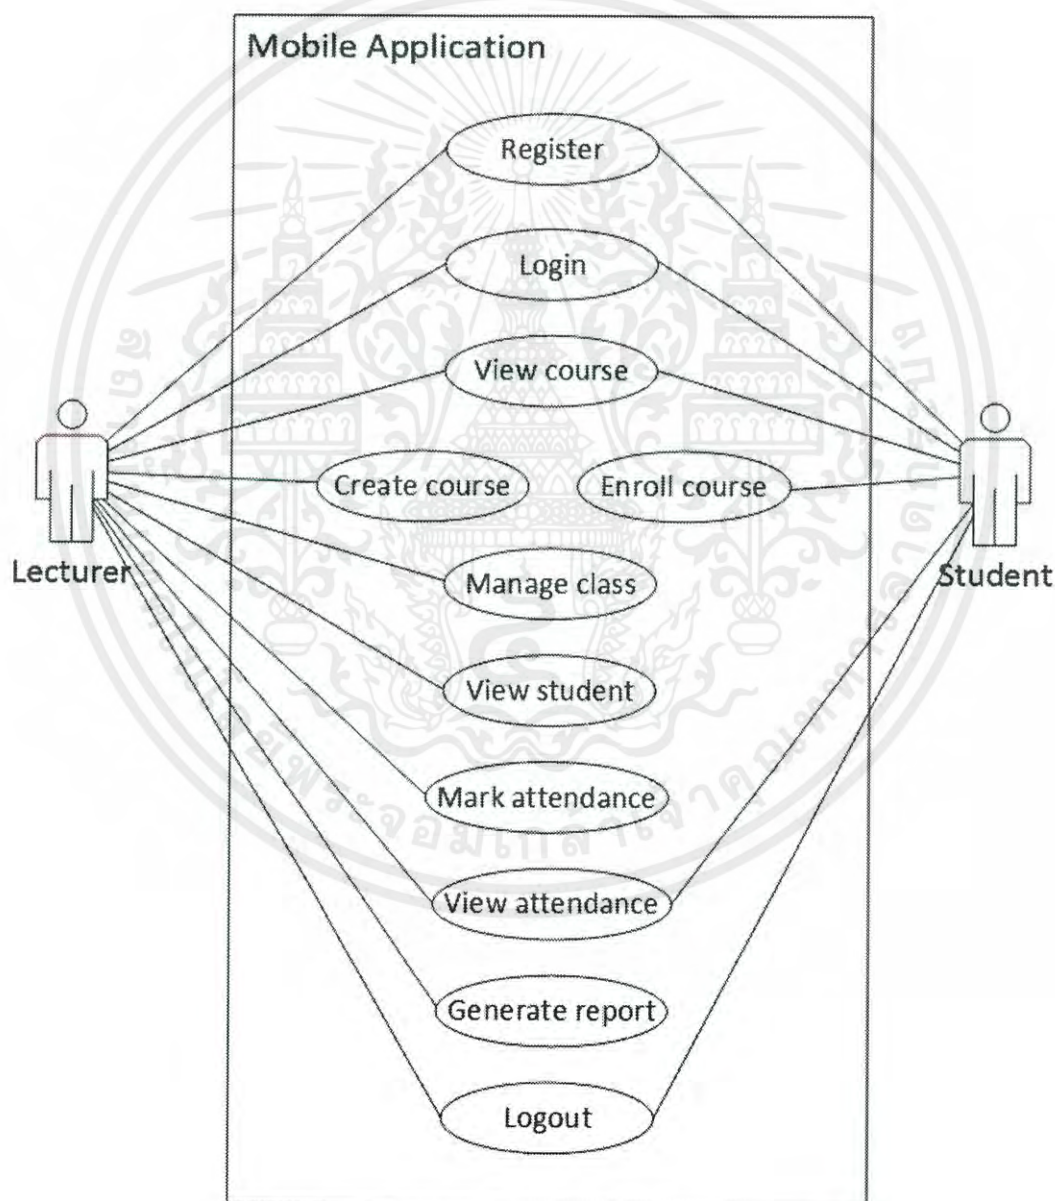 Mobile Application
Register
Login
View course
Create course
Enroll course
Lecturer
Manage class
Student
View student
Mark attendance
View attendance
Generate report
Logout